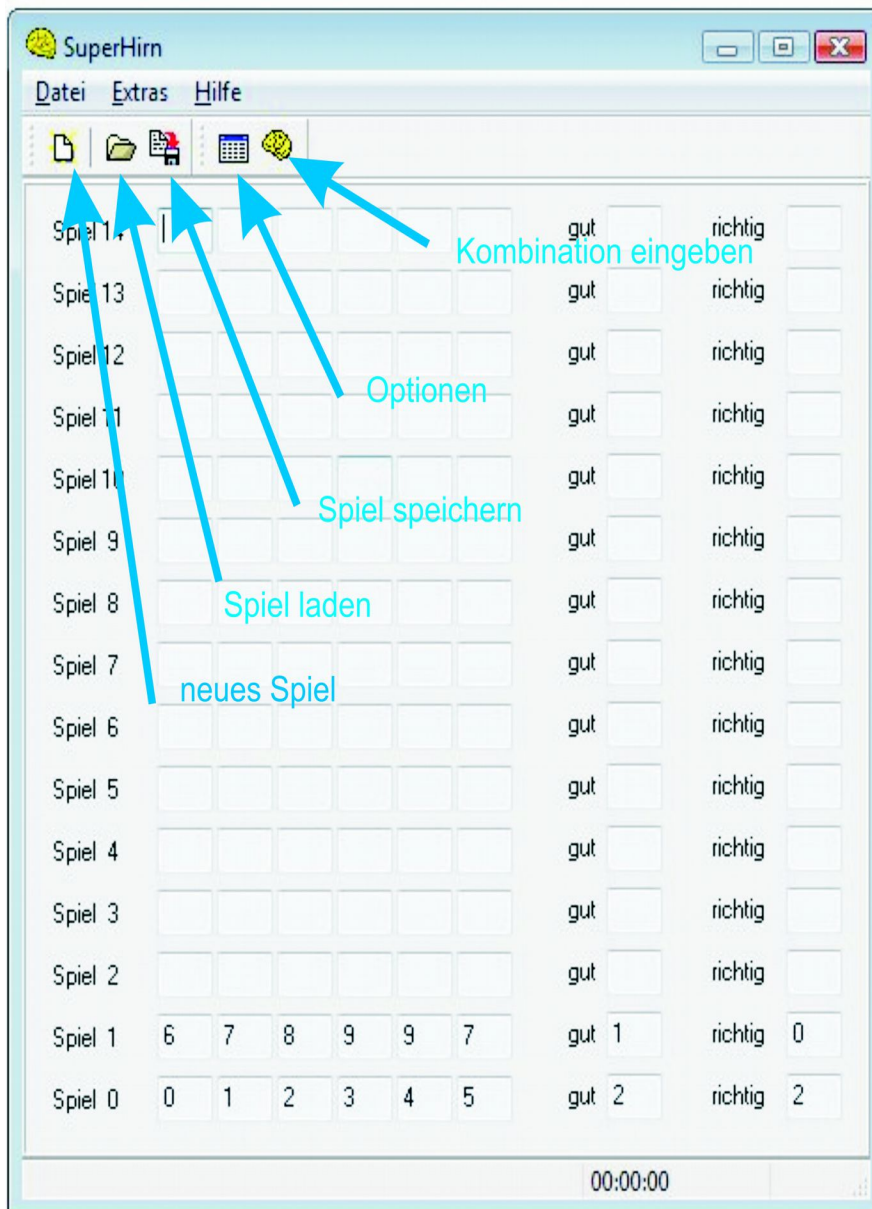 SuperHirn
Datei Extras Hilfe
Spiel 14 gut richtig
Kombination eingeben
Spiel 13 gut richtig
Spiel 12 gut richtig
Optionen
Spiel 11 gut richtig
Spiel 10 gut richtig
Spiel speichern
Spiel 9 gut richtig
Spiel 8 gut richtig
Spiel laden
Spiel 7 gut richtig
neues Spiel
Spiel 6 gut richtig
Spiel 5 gut richtig
Spiel 4 gut richtig
Spiel 3 gut richtig
Spiel 2 gut richtig
Spiel 1 6 7 8 9 9 7 gut 1 richtig 0
Spiel 0 0 1 2 3 4 5 gut 2 richtig 2
00:00:00